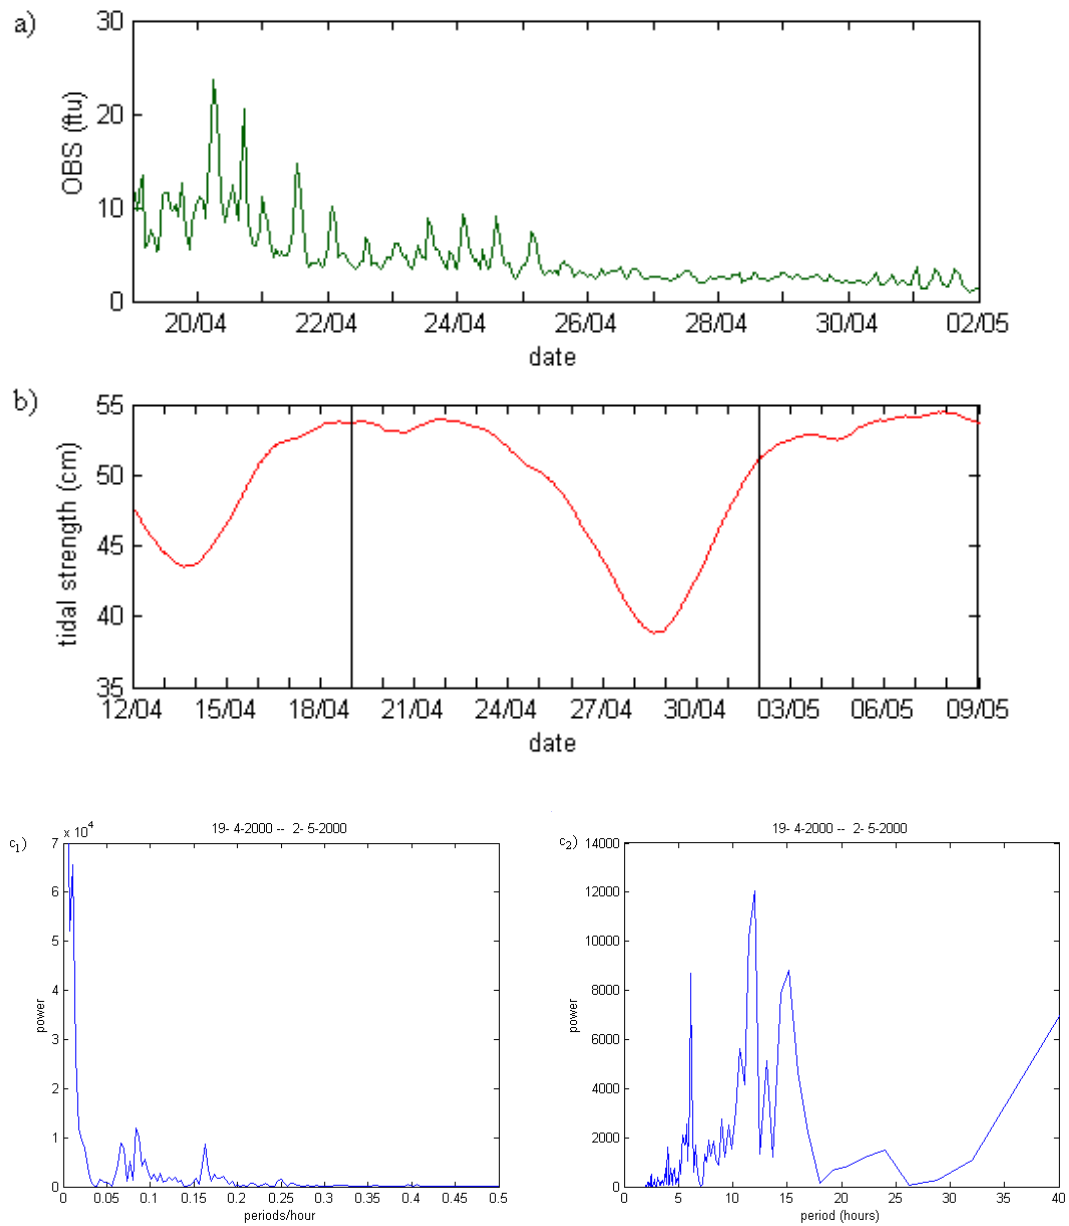 a)
30
20
10
0
OBS (ftu)
20/04 22/04 24/04 26/04 28/04 30/04 02/05
date
b)
55
50
45
40
35
tidal strength (cm)
12/04 15/04 18/04 21/04 24/04 27/04 30/04 03/05 06/05 09/05
date
c1)
x 10^4
19- 4-2000 -- 2- 5-2000
7
6
5
4
3
2
1
0
power
0 0.05 0.1 0.15 0.2 0.25 0.3 0.35 0.4 0.45 0.5
periods/hour
c2)
19- 4-2000 -- 2- 5-2000
14000
12000
10000
8000
6000
4000
2000
0
power
0 5 10 15 20 25 30 35 40
period (hours)